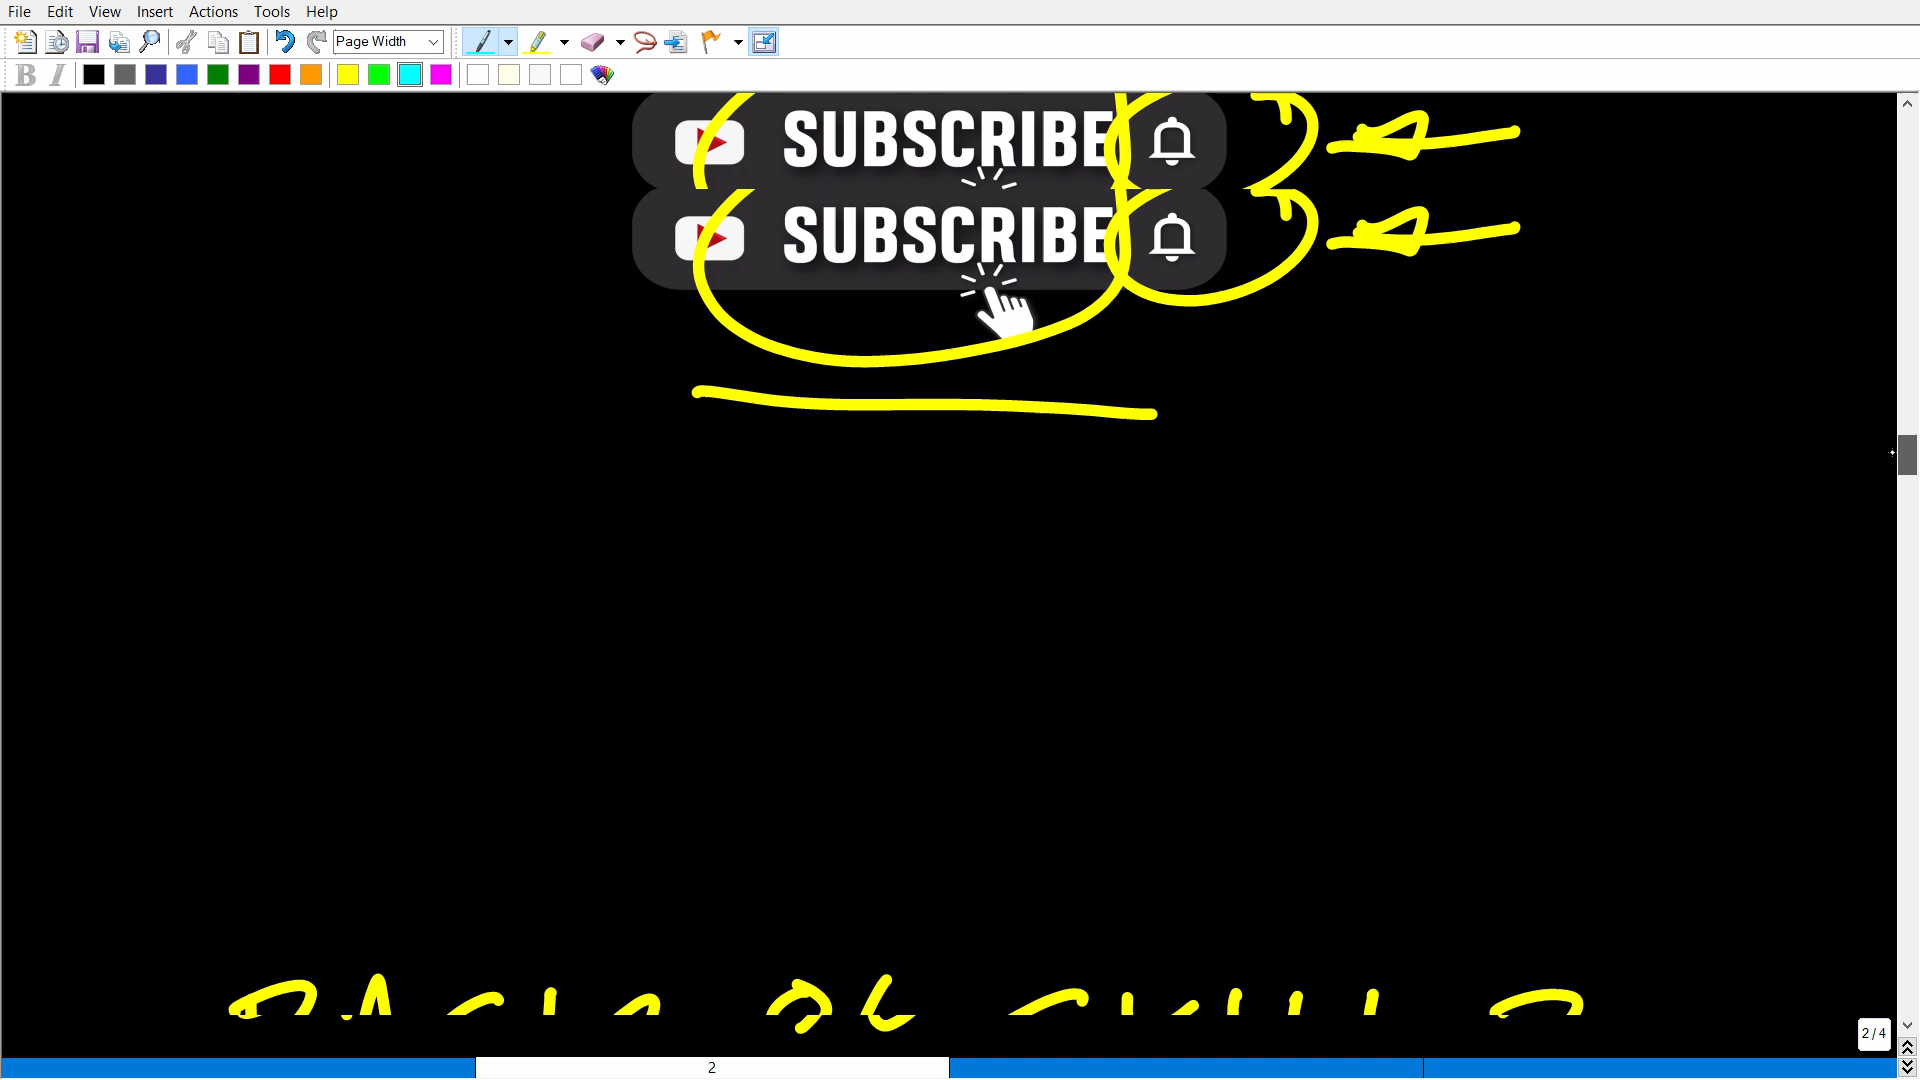 File Edit View Insert Actions Tools Help
Page Width
B I
SUBSCRIBE
SUBSCRIBE
2 / 4
2